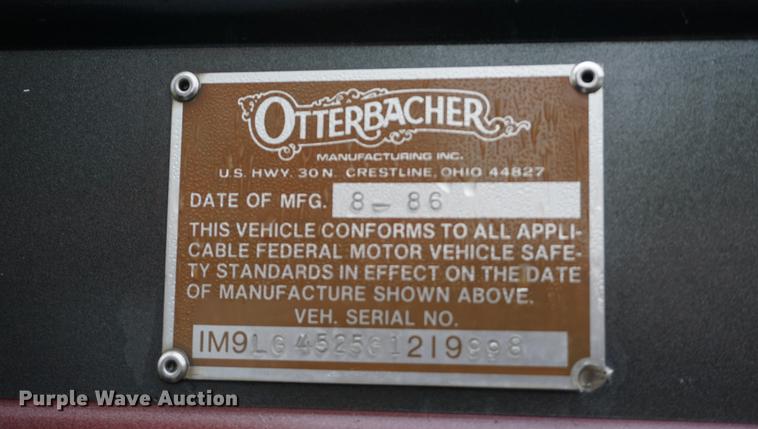 OTTERBACHER
MANUFACTURING INC.
U.S. HWY. 30 N. CRESTLINE, OHIO 44827
DATE OF MFG. 8 - 86
THIS VEHICLE CONFORMS TO ALL APPLI-
CABLE FEDERAL MOTOR VEHICLE SAFE-
TY STANDARDS IN EFFECT ON THE DATE
OF MANUFACTURE SHOWN ABOVE.
VEH. SERIAL NO.
1M9LG4525G1219998
Purple Wave Auction